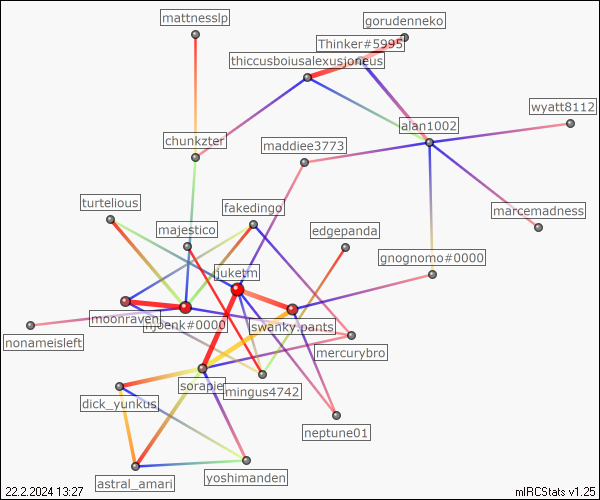 mattnesslp
gorudenneko
Thinker#5995
thiccusboiusalexusjoneus
wyatt8112
alan1002
chunkzter
maddiee3773
turtelious
fakedingo
marcemadness
majestico
edgepanda
gnognomo#0000
juketm
moonraven
njoenk#0000
swanky.pants
nonameisleft
mercurybro
sorapie
mingus4742
dick_yunkus
neptune01
astral_amari
yoshimanden
22.2.2024 13:27
mIRCStats v1.25